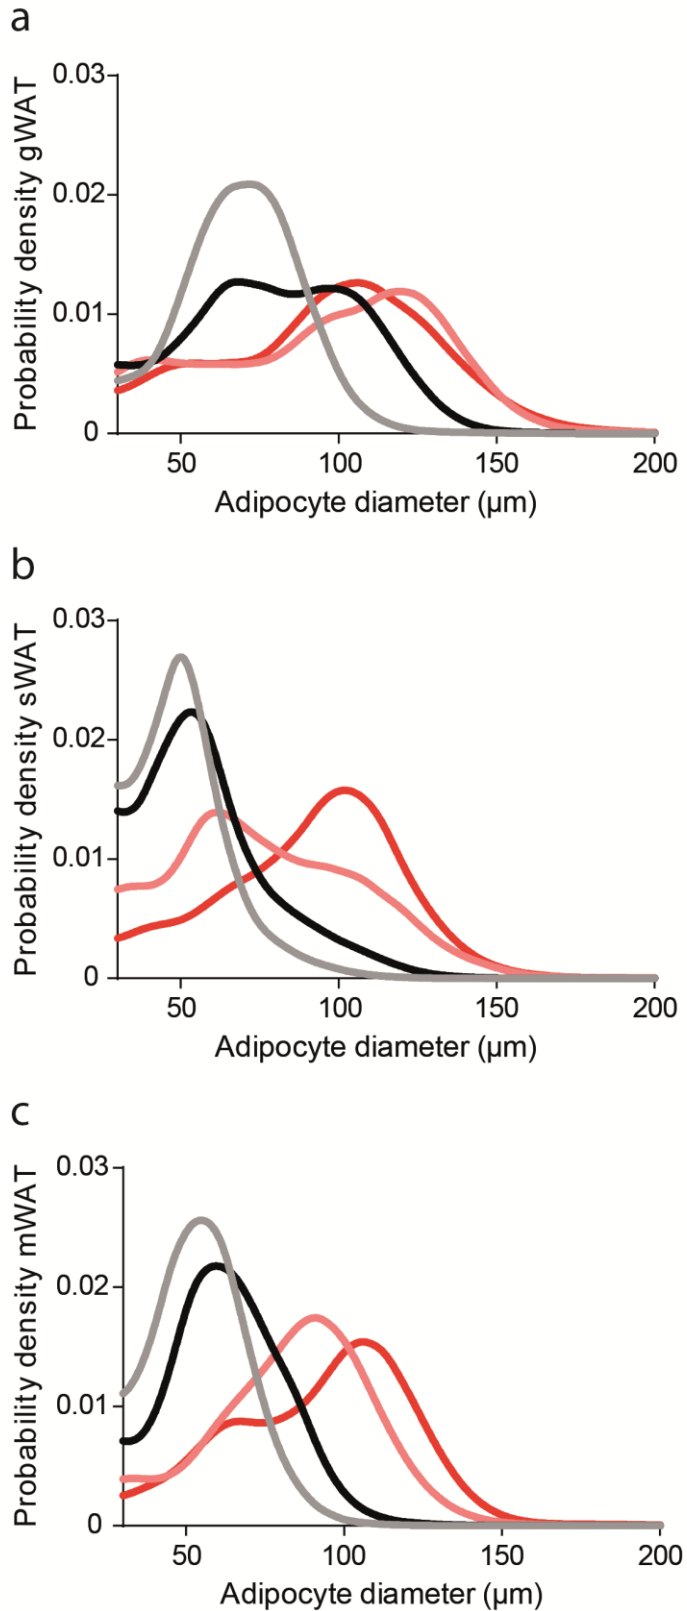 a
Probability density gWAT
0.03
0.02
0.01
0
50 100 150 200
Adipocyte diameter (µm)
b
Probability density sWAT
0.03
0.02
0.01
0
50 100 150 200
Adipocyte diameter (µm)
c
Probability density mWAT
0.03
0.02
0.01
0
50 100 150 200
Adipocyte diameter (µm)